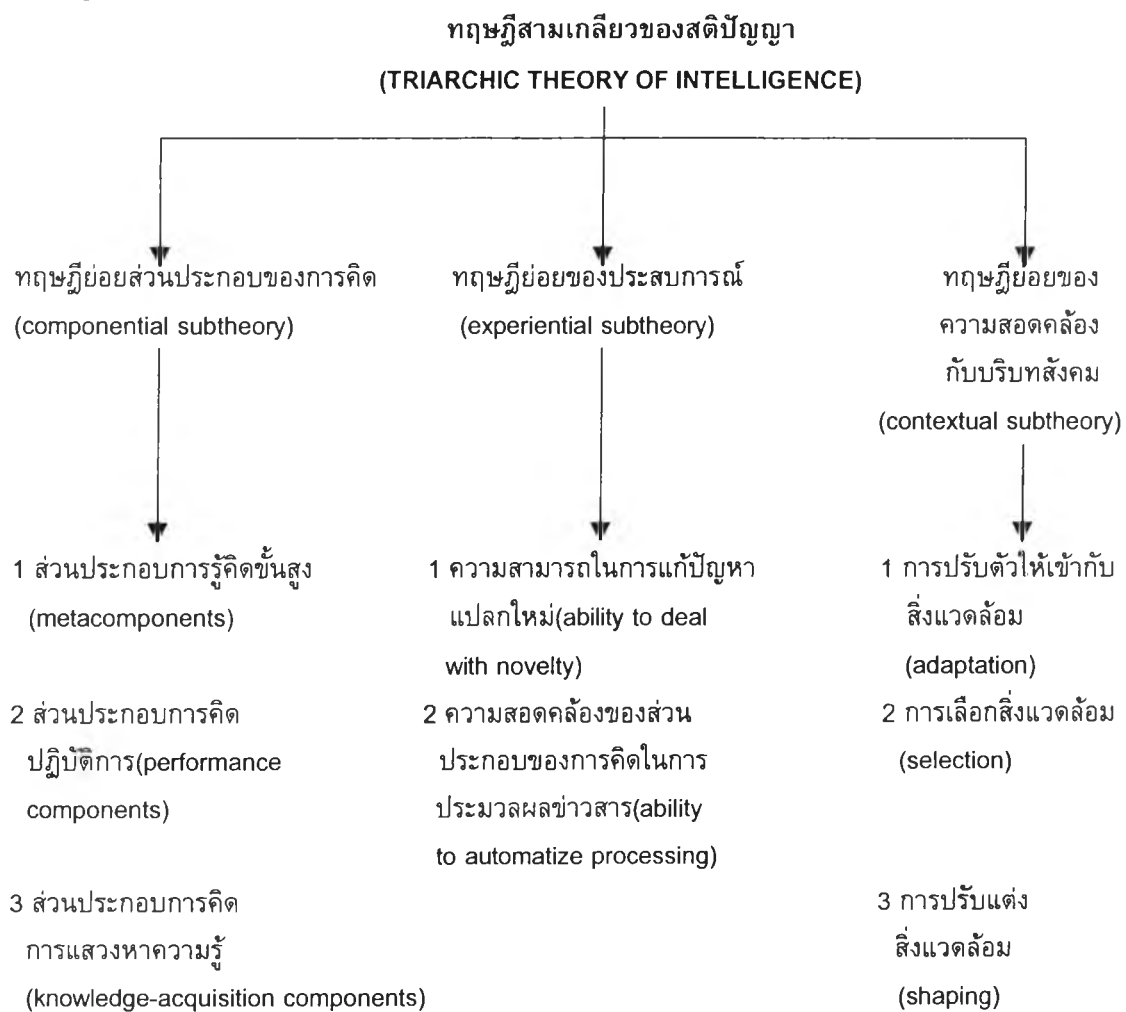 ทฤษฎีสามเกลียวของสติปัญญา
(TRIARCHIC THEORY OF INTELLIGENCE)
ทฤษฎีย่อยส่วนประกอบของการคิด
(componential subtheory)
ทฤษฎีย่อยของประสบการณ์
(experiential subtheory)
ทฤษฎีย่อยของ
ความสอดคล้อง
กับบริบทสังคม
(contextual subtheory)
1 ส่วนประกอบการรู้คิดขั้นสูง
(metacomponents)
2 ส่วนประกอบการคิด
ปฏิบัติการ(performance
components)
3 ส่วนประกอบการคิด
การแสวงหาความรู้
(knowledge-acquisition components)
1 ความสามารถในการแก้ปัญหา
แปลกใหม่(ability to deal
with novelty)
2 ความสอดคล้องของส่วน
ประกอบของการคิดในการ
ประมวลผลข่าวสาร(ability
to automatize processing)
1 การปรับตัวให้เข้ากับ
สิ่งแวดล้อม
(adaptation)
2 การเลือกสิ่งแวดล้อม
(selection)
3 การปรับแต่ง
สิ่งแวดล้อม
(shaping)